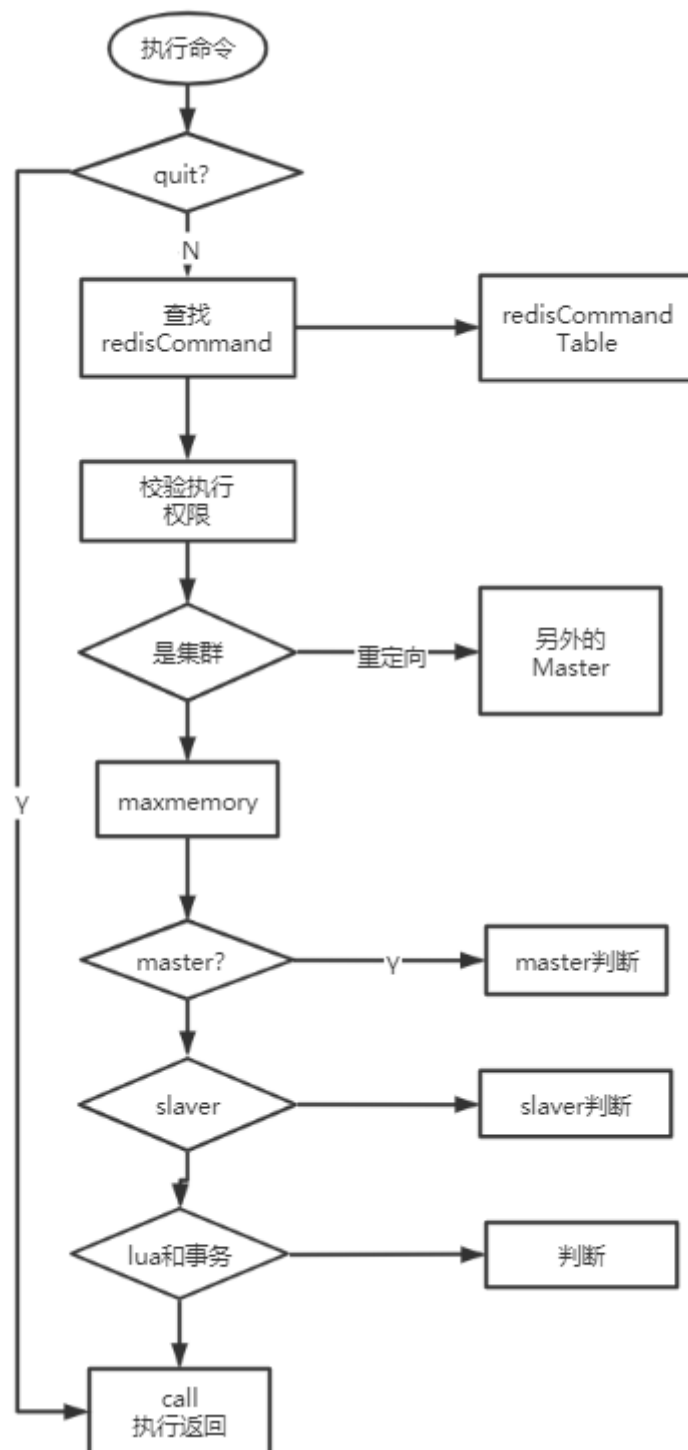 执行命令
quit?
N
查找
redisCommand
redisCommand
Table
校验执行
权限
是集群
重定向
另外的
Master
Y
maxmemory
master?
Y
master判断
slaver
slaver判断
lua和事务
判断
call
执行返回